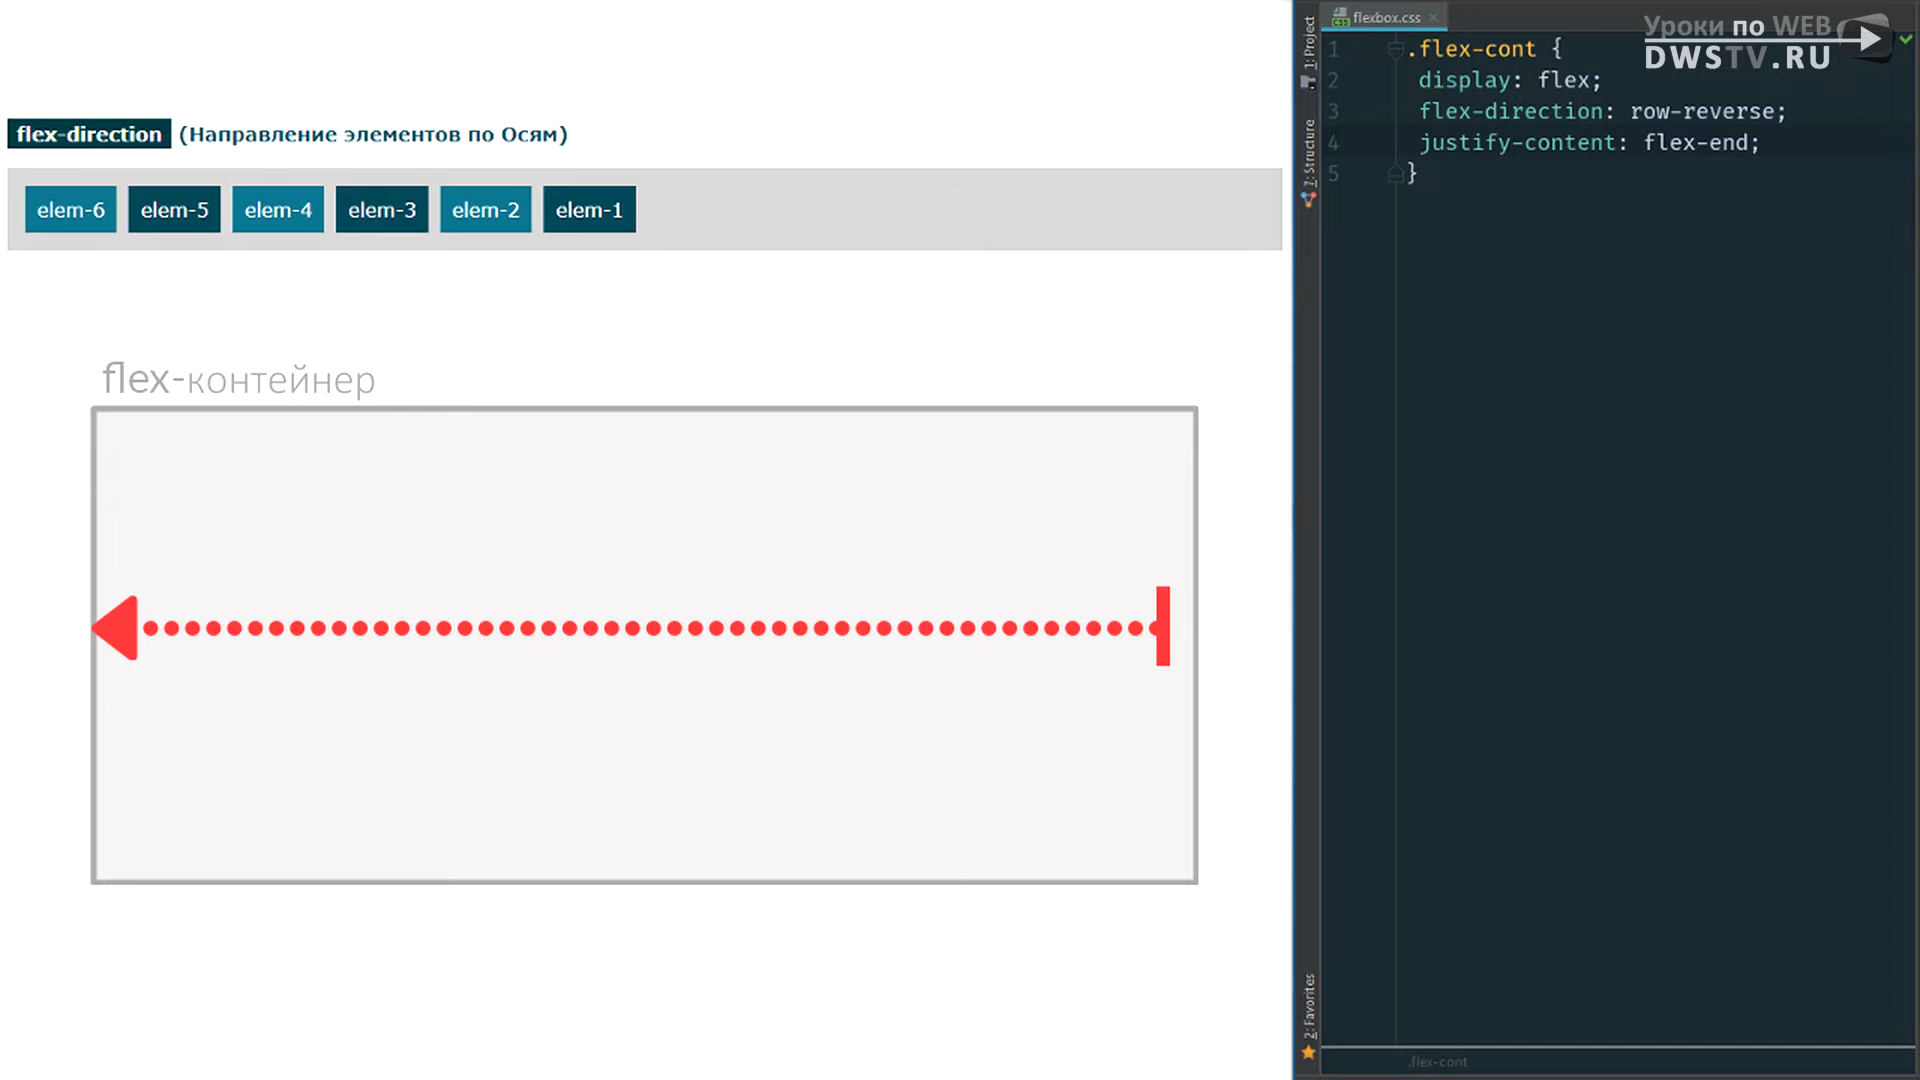 flex-direction (Направление элементов по Осям)
elem-6 elem-5 elem-4 elem-3 elem-2 elem-1
flex-контейнер
1: Project
7: Structure
2: Favorites
flexbox.css
Уроки по WEB
DWSTV.RU
1 .flex-cont {
2 display: flex;
3 flex-direction: row-reverse;
4 justify-content: flex-end;
5 }
.flex-cont